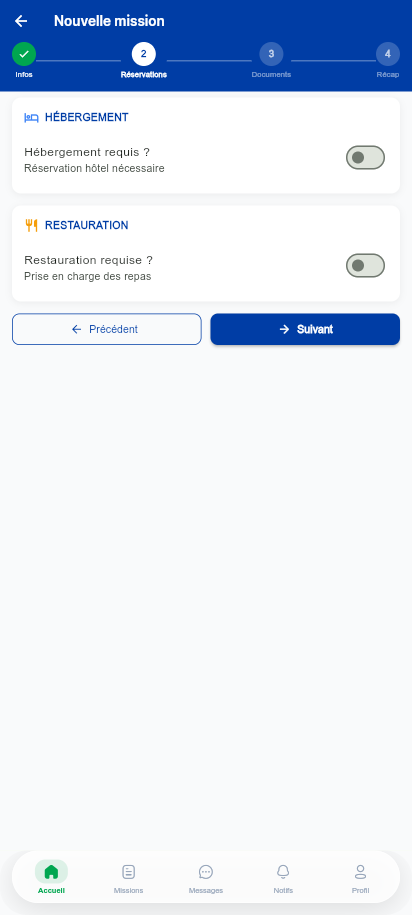 Nouvelle mission
2
3
4
Infos
Réservations
Documents
Récap
HÉBERGEMENT
Hébergement requis ?
Réservation hôtel nécessaire
RESTAURATION
Restauration requise ?
Prise en charge des repas
Précédent
Suivant
Accueil
Missions
Messages
Notifs
Profil